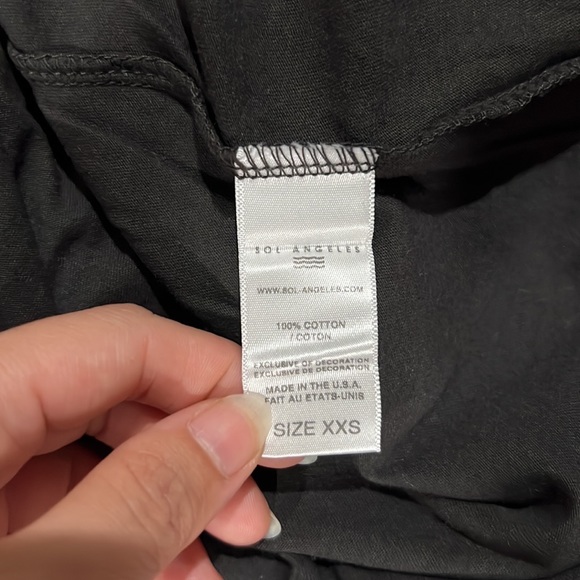 SOL ANGELES
WWW.SOL-ANGELES.COM
100% COTTON
/ COTON
EXCLUSIVE OF DECORATION
EXCLUSIVE DE DECORATION
MADE IN THE U.S.A.
FAIT AU ETATS-UNIS
SIZE XXS